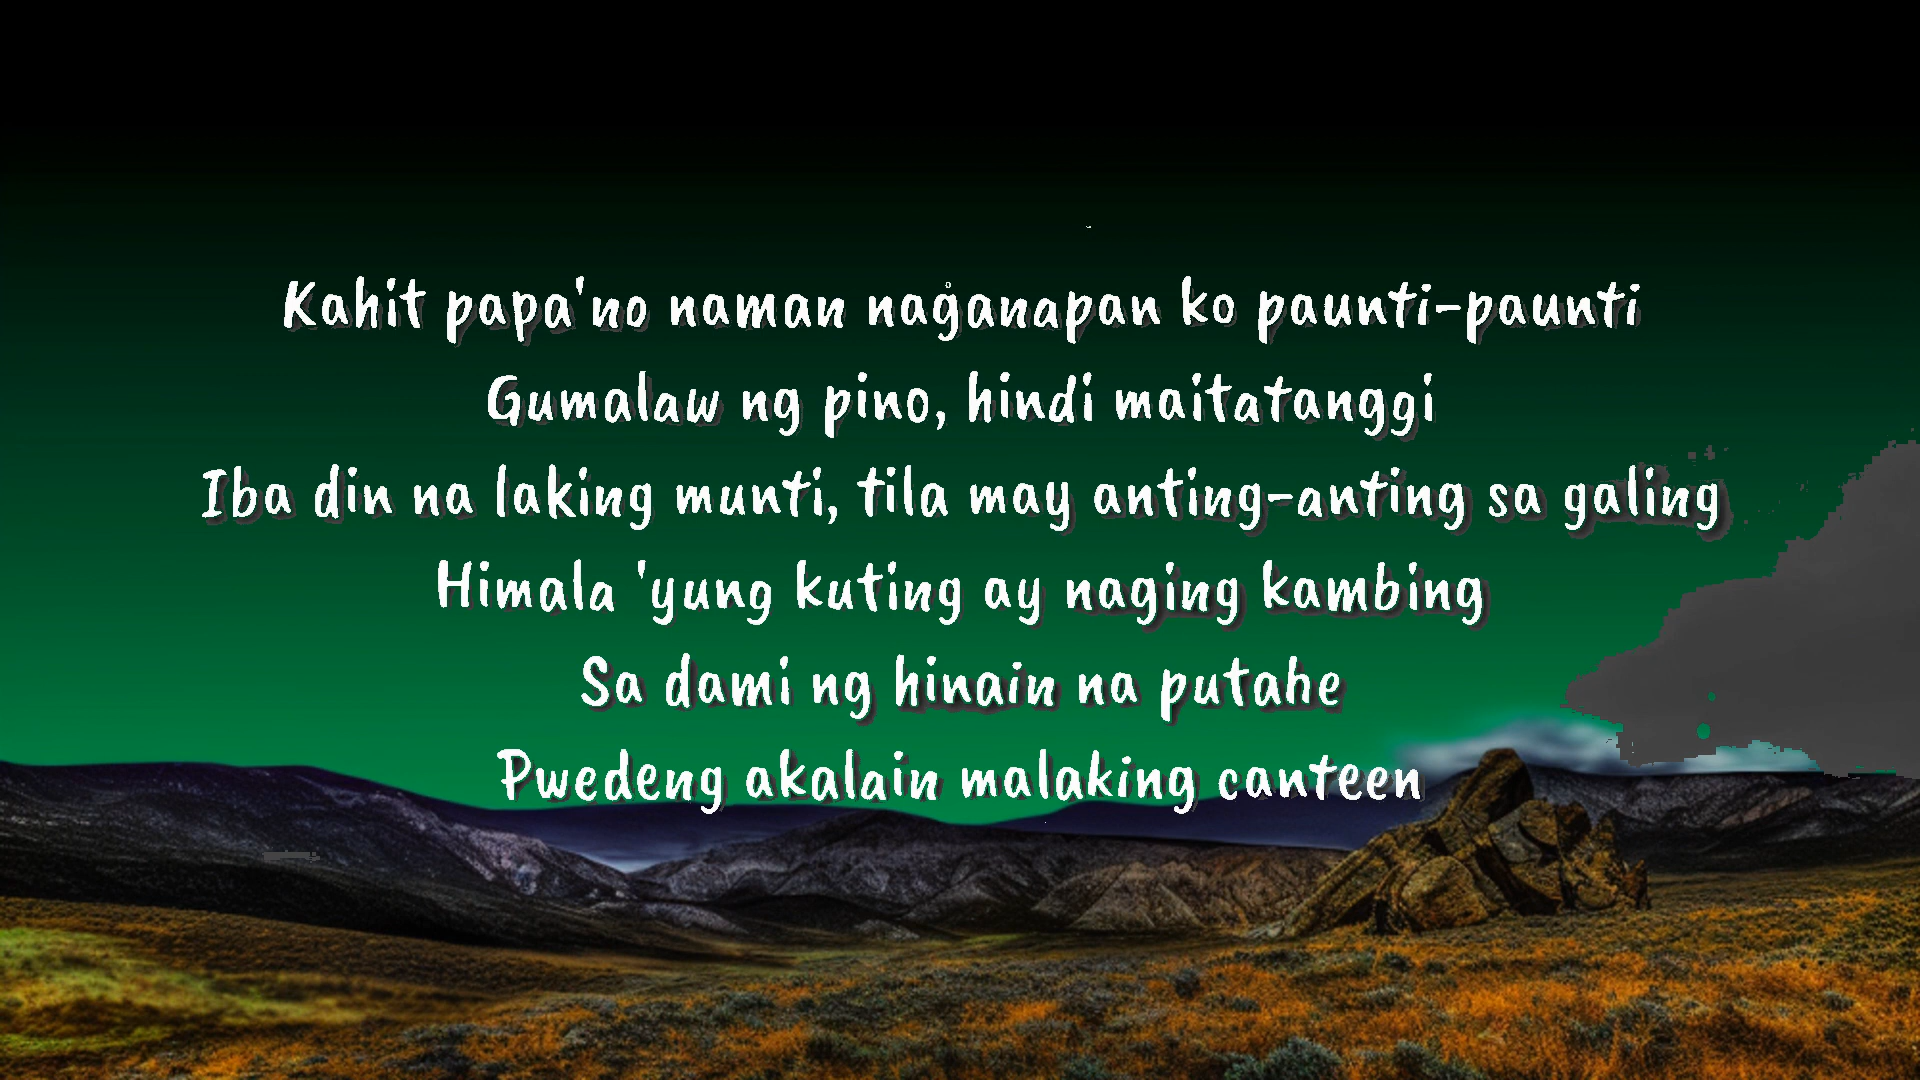 Kahit papa'no naman naganapan ko paunti-paunti
Gumalaw ng pino, hindi maitatanggi
Iba din na laking munti, tila may anting-anting sa galing
Himala 'yung kuting ay naging kambing
Sa dami ng hinain na putahe
Pwedeng akalain malaking canteen